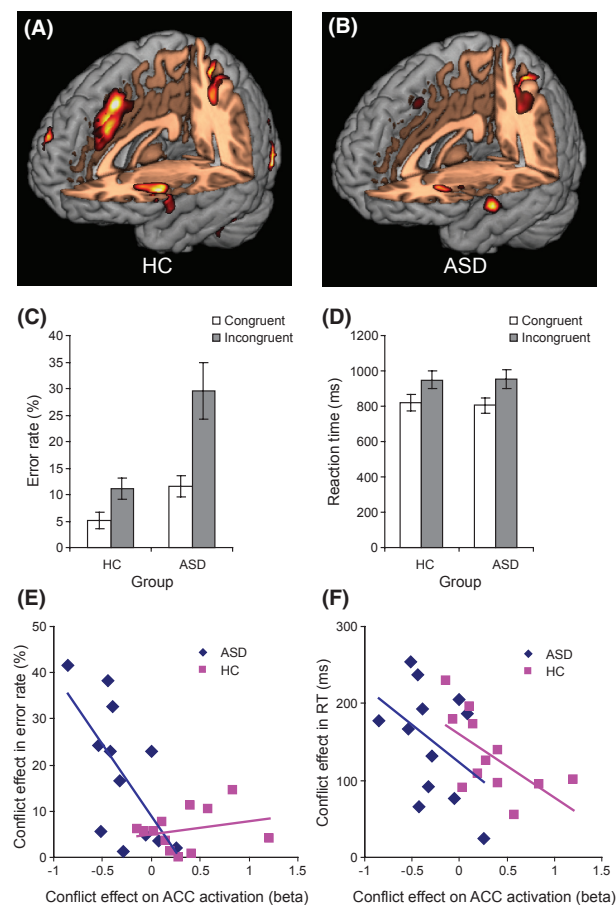 (A)
HC
(B)
ASD
(C)
Congruent
Incongruent
Error rate (%)
40
35
30
25
20
15
10
5
0
HC
ASD
Group
(D)
Congruent
Incongruent
Reaction time (ms)
1200
1000
800
600
400
200
0
HC
ASD
Group
(E)
ASD
HC
Conflict effect in error rate (%)
50
40
30
20
10
0
-1 -0.5 0 0.5 1 1.5
Conflict effect on ACC activation (beta)
(F)
ASD
HC
Conflict effect in RT (ms)
300
200
100
0
-1 -0.5 0 0.5 1 1.5
Conflict effect on ACC activation (beta)